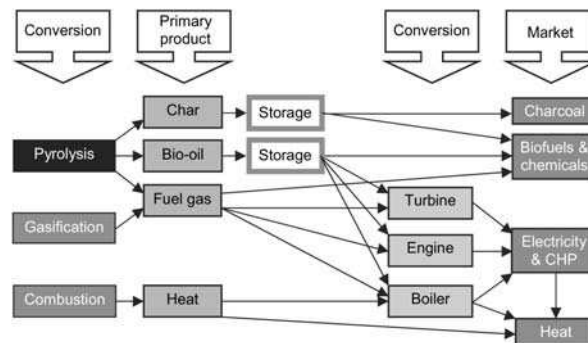 Conversion
Primary
product
Conversion
Market
Char
Storage
Charcoal
Pyrolysis
Bio-oil
Storage
Biofuels &
chemicals
Fuel gas
Turbine
Gasification
Engine
Electricity
& CHP
Combustion
Heat
Boiler
Heat